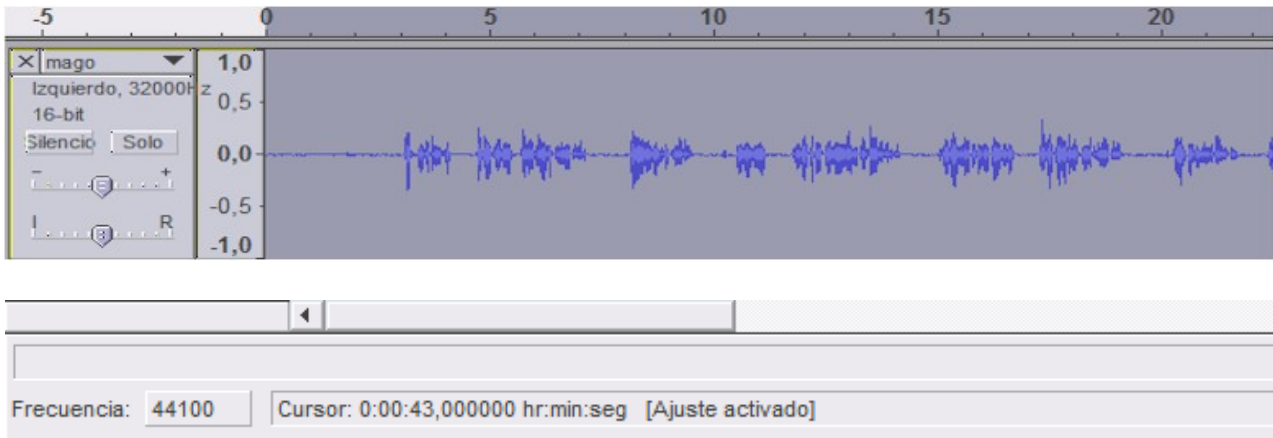 -5 0 5 10 15 20
× mago 1,0
Izquierdo, 32000Hz 0,5
16-bit
Silencio Solo 0,0
- +
-0,5
I R
-1,0
Frecuencia: 44100 Cursor: 0:00:43,000000 hr:min:seg [Ajuste activado]